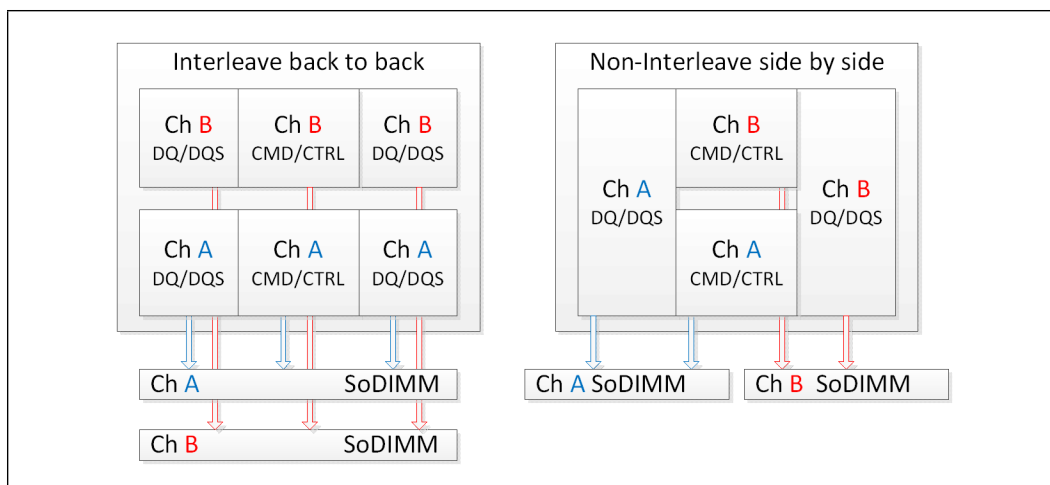 Interleave back to back
Ch B
DQ/DQS
Ch B
CMD/CTRL
Ch B
DQ/DQS
Ch A
DQ/DQS
Ch A
CMD/CTRL
Ch A
DQ/DQS
Ch A SoDIMM
Ch B SoDIMM
Non-Interleave side by side
Ch A
DQ/DQS
Ch B
CMD/CTRL
Ch A
CMD/CTRL
Ch B
DQ/DQS
Ch A SoDIMM
Ch B SoDIMM